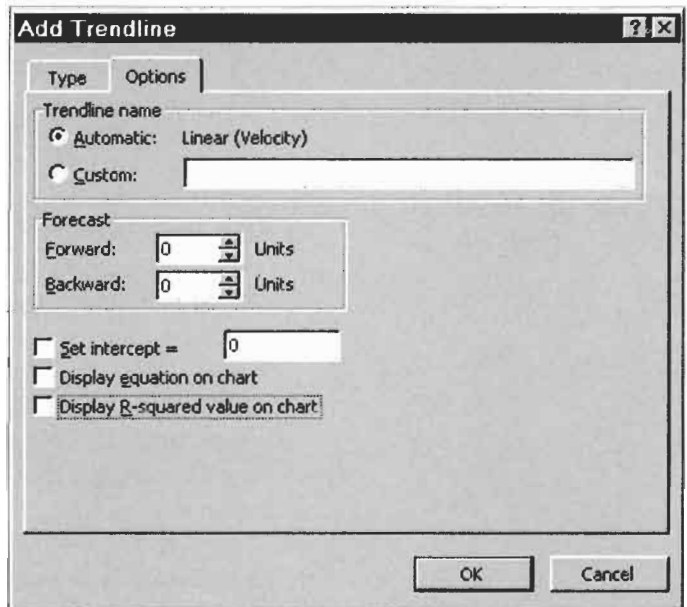 Add Trendline
Type Options
Trendline name
Automatic: Linear (Velocity)
Custom:
Forecast
Forward: 0 Units
Backward: 0 Units
Set intercept = 0
Display equation on chart
Display R-squared value on chart
OK Cancel